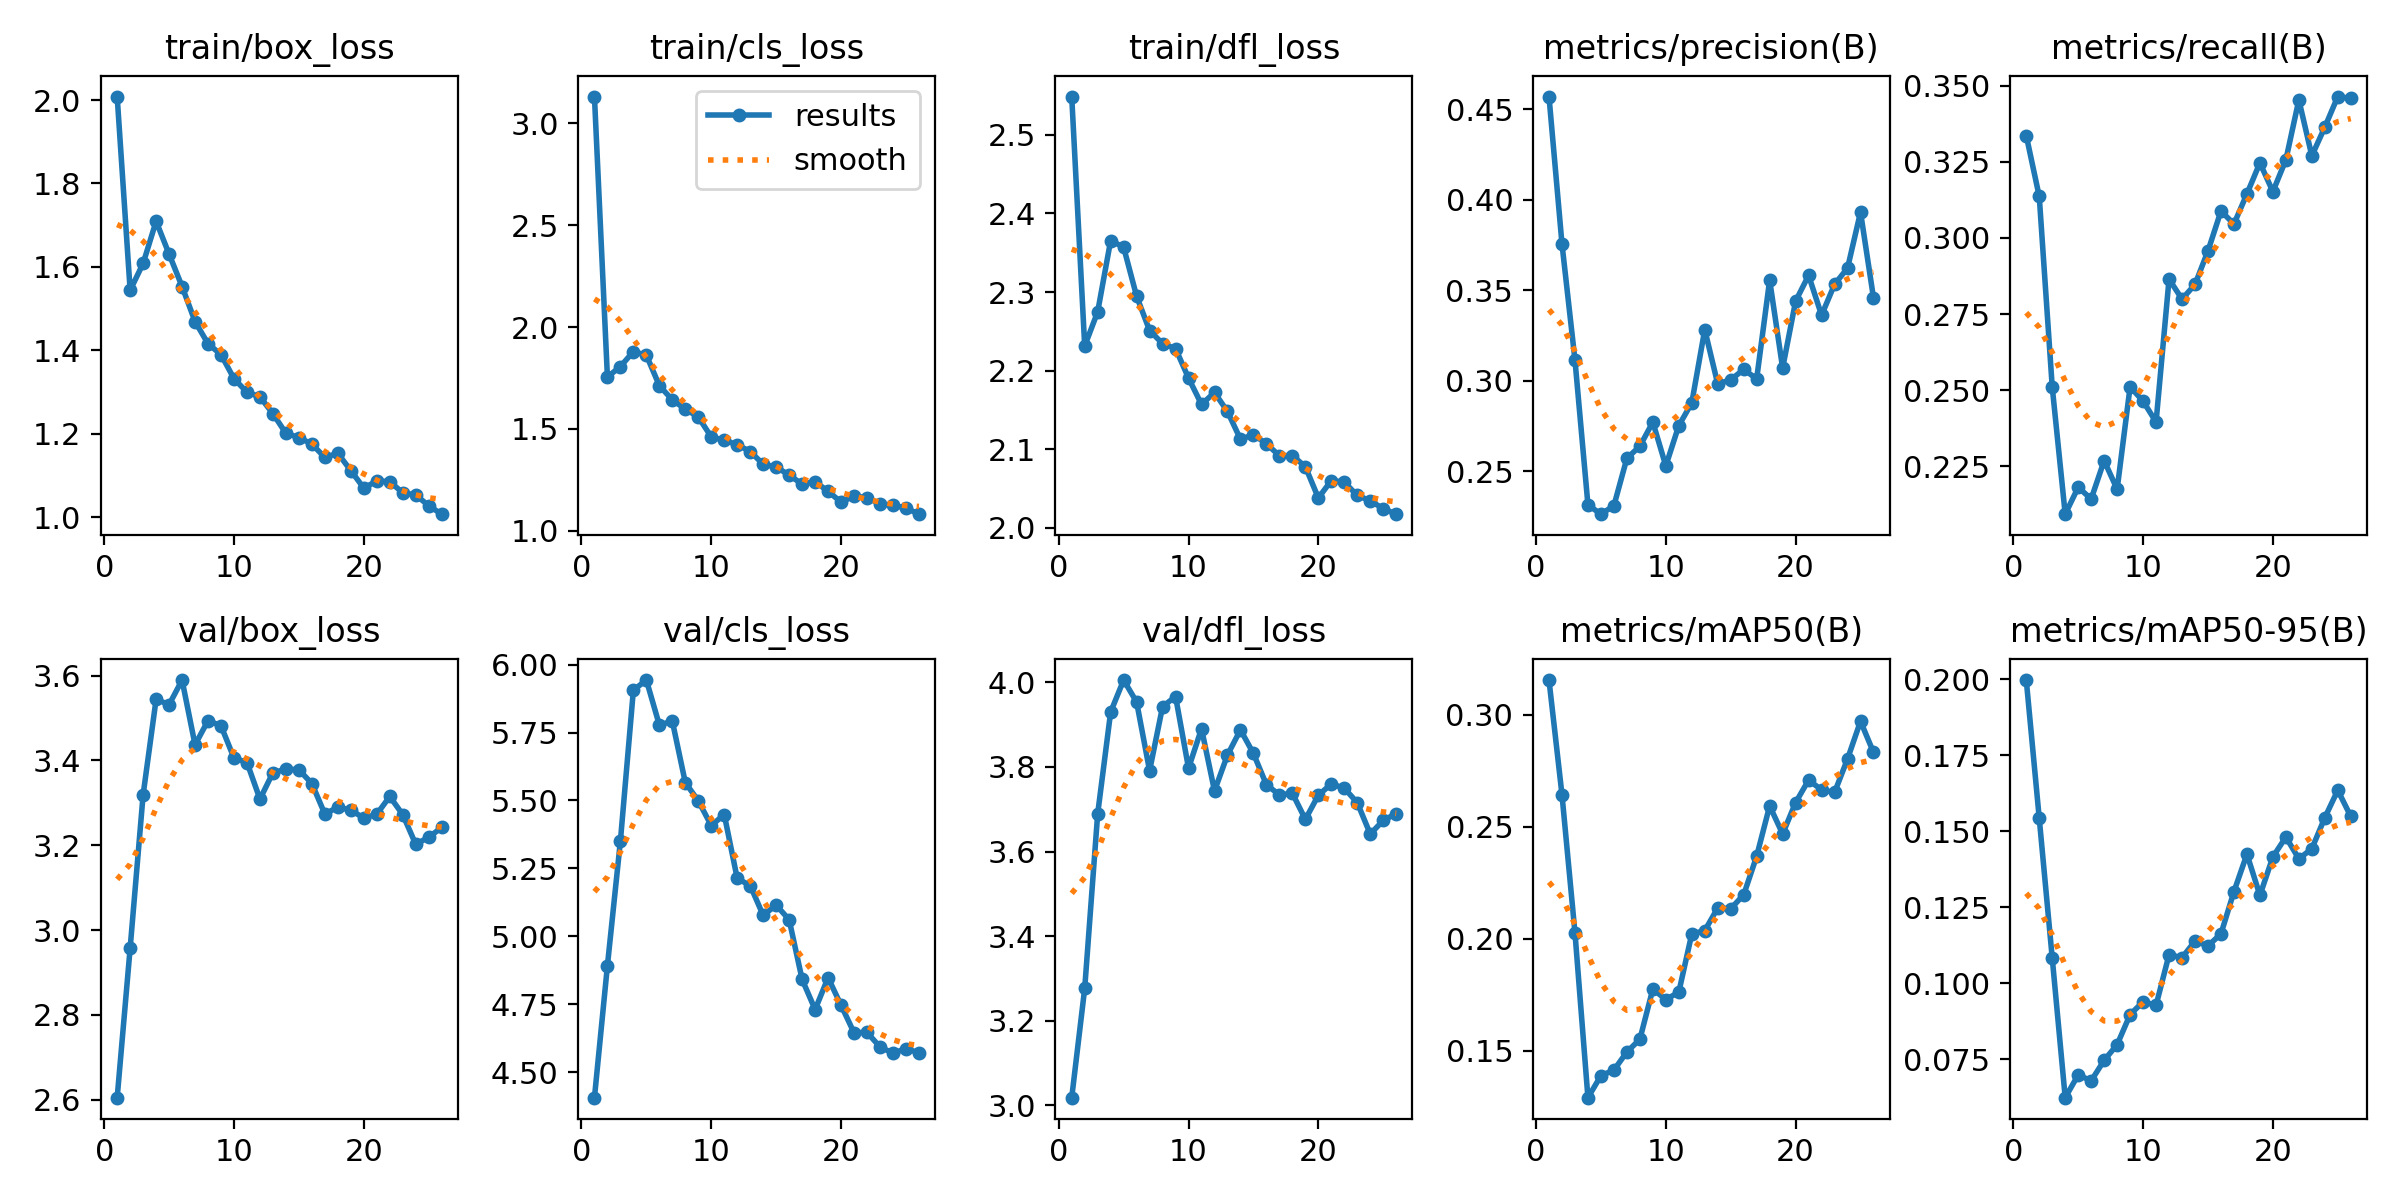 train/box_loss
2.0
1.8
1.6
1.4
1.2
1.0
0 10 20
train/cls_loss
results
smooth
3.0
2.5
2.0
1.5
1.0
0 10 20
train/dfl_loss
2.5
2.4
2.3
2.2
2.1
2.0
0 10 20
metrics/precision(B)
0.45
0.40
0.35
0.30
0.25
0 10 20
metrics/recall(B)
0.350
0.325
0.300
0.275
0.250
0.225
0 10 20
val/box_loss
3.6
3.4
3.2
3.0
2.8
2.6
0 10 20
val/cls_loss
6.00
5.75
5.50
5.25
5.00
4.75
4.50
0 10 20
val/dfl_loss
4.0
3.8
3.6
3.4
3.2
3.0
0 10 20
metrics/mAP50(B)
0.30
0.25
0.20
0.15
0 10 20
metrics/mAP50-95(B)
0.200
0.175
0.150
0.125
0.100
0.075
0 10 20